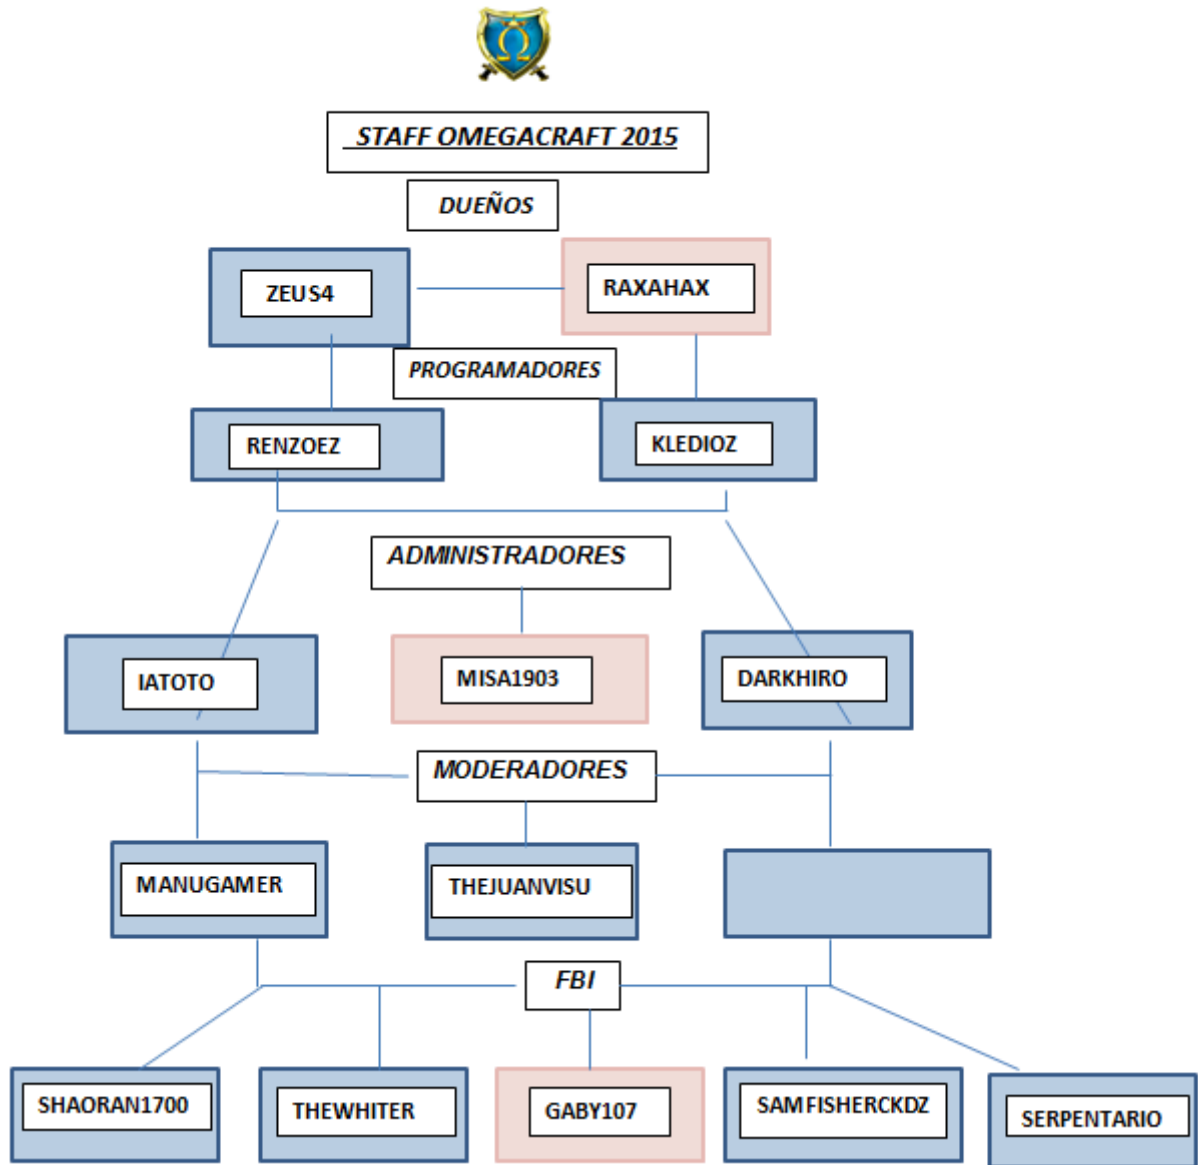 STAFF OMEGACRAFT 2015
DUEÑOS
ZEUS4
RAXAHAX
PROGRAMADORES
RENZOEZ
KLEDIOZ
ADMINISTRADORES
IATOTO
MISA1903
DARKHIRO
MODERADORES
MANUGAMER
THEJUANVISU
FBI
SHAORAN1700
THEWHITER
GABY107
SAMFISHERCKDZ
SERPENTARIO